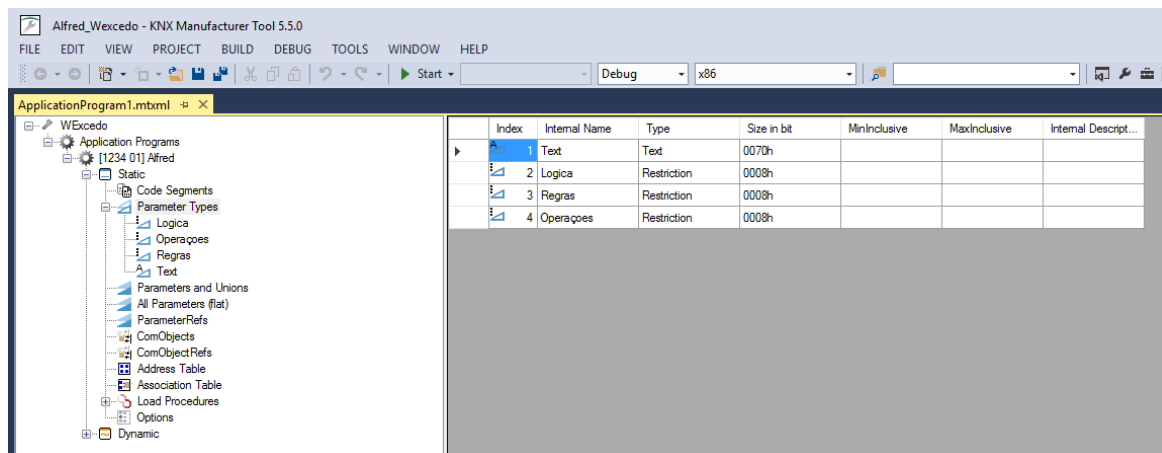 Alfred_Wexcedo - KNX Manufacturer Tool 5.5.0
FILE EDIT VIEW PROJECT BUILD DEBUG TOOLS WINDOW HELP
Start Debug x86
ApplicationProgram1.mtxml
WExcedo
Application Programs
[1234 01] Alfred
Static
Code Segments
Parameter Types
Logica
Operaçoes
Regras
Text
Parameters and Unions
All Parameters (flat)
ParameterRefs
ComObjects
ComObjectRefs
Address Table
Association Table
Load Procedures
Options
Dynamic
Index Internal Name Type Size in bit MinInclusive MaxInclusive Internal Descript...
1 Text Text 0070h
2 Logica Restriction 0008h
3 Regras Restriction 0008h
4 Operaçoes Restriction 0008h